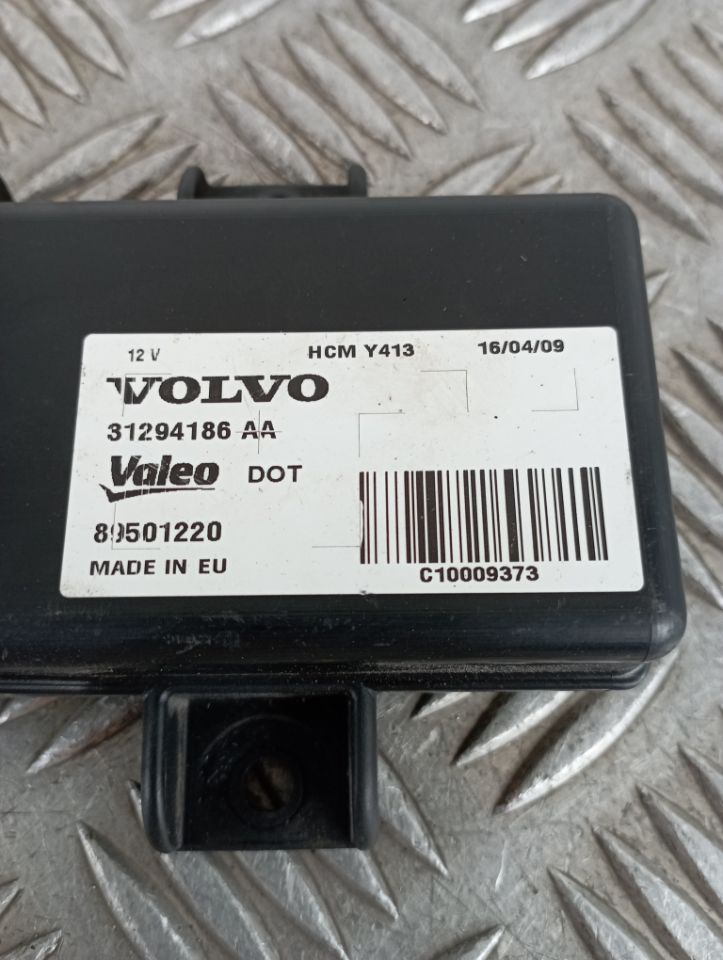 12 V HCM Y413 16/04/09
VOLVO
31294186 AA
Valeo DOT
89501220
MADE IN EU
C10009373